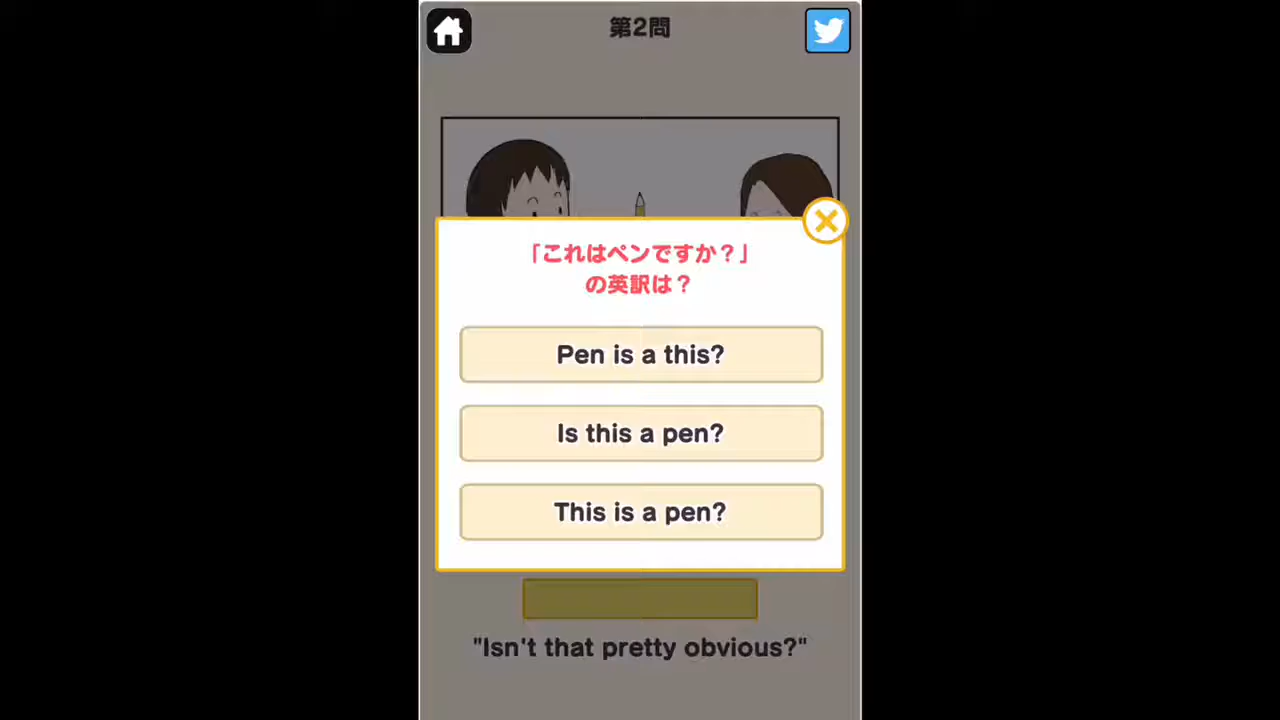 第2問
「これはペンですか？」
の英訳は？
Pen is a this?
Is this a pen?
This is a pen?
"Isn't that pretty obvious?"